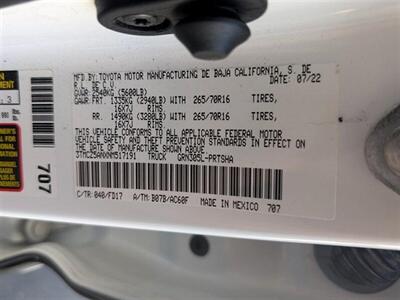 MFD.BY:TOYOTA MOTOR MANUFACTURING DE BAJA CALIFORNIA S. DE
R.L. DE C.V. DATE: 07/22
GVWR: 2540KG (5600LB)
GAWR: FRT. 1335KG (2940LB) WITH 265/70R16 TIRES,
16X7J RIMS
RR. 1490KG (3280LB) WITH 265/70R16 TIRES,
16X7J RIMS
THIS VEHICLE CONFORMS TO ALL APPLICABLE FEDERAL MOTOR
VEHICLE SAFETY STANDARDS IN EFFECT ON THE
DATE OF MANUFACTURE SHOWN ABOVE.
TRUCK GRN305L-PRTSHA
C/TR: 040/FD17 A/TM: B07B/AC60F MADE IN MEXICO 707
707